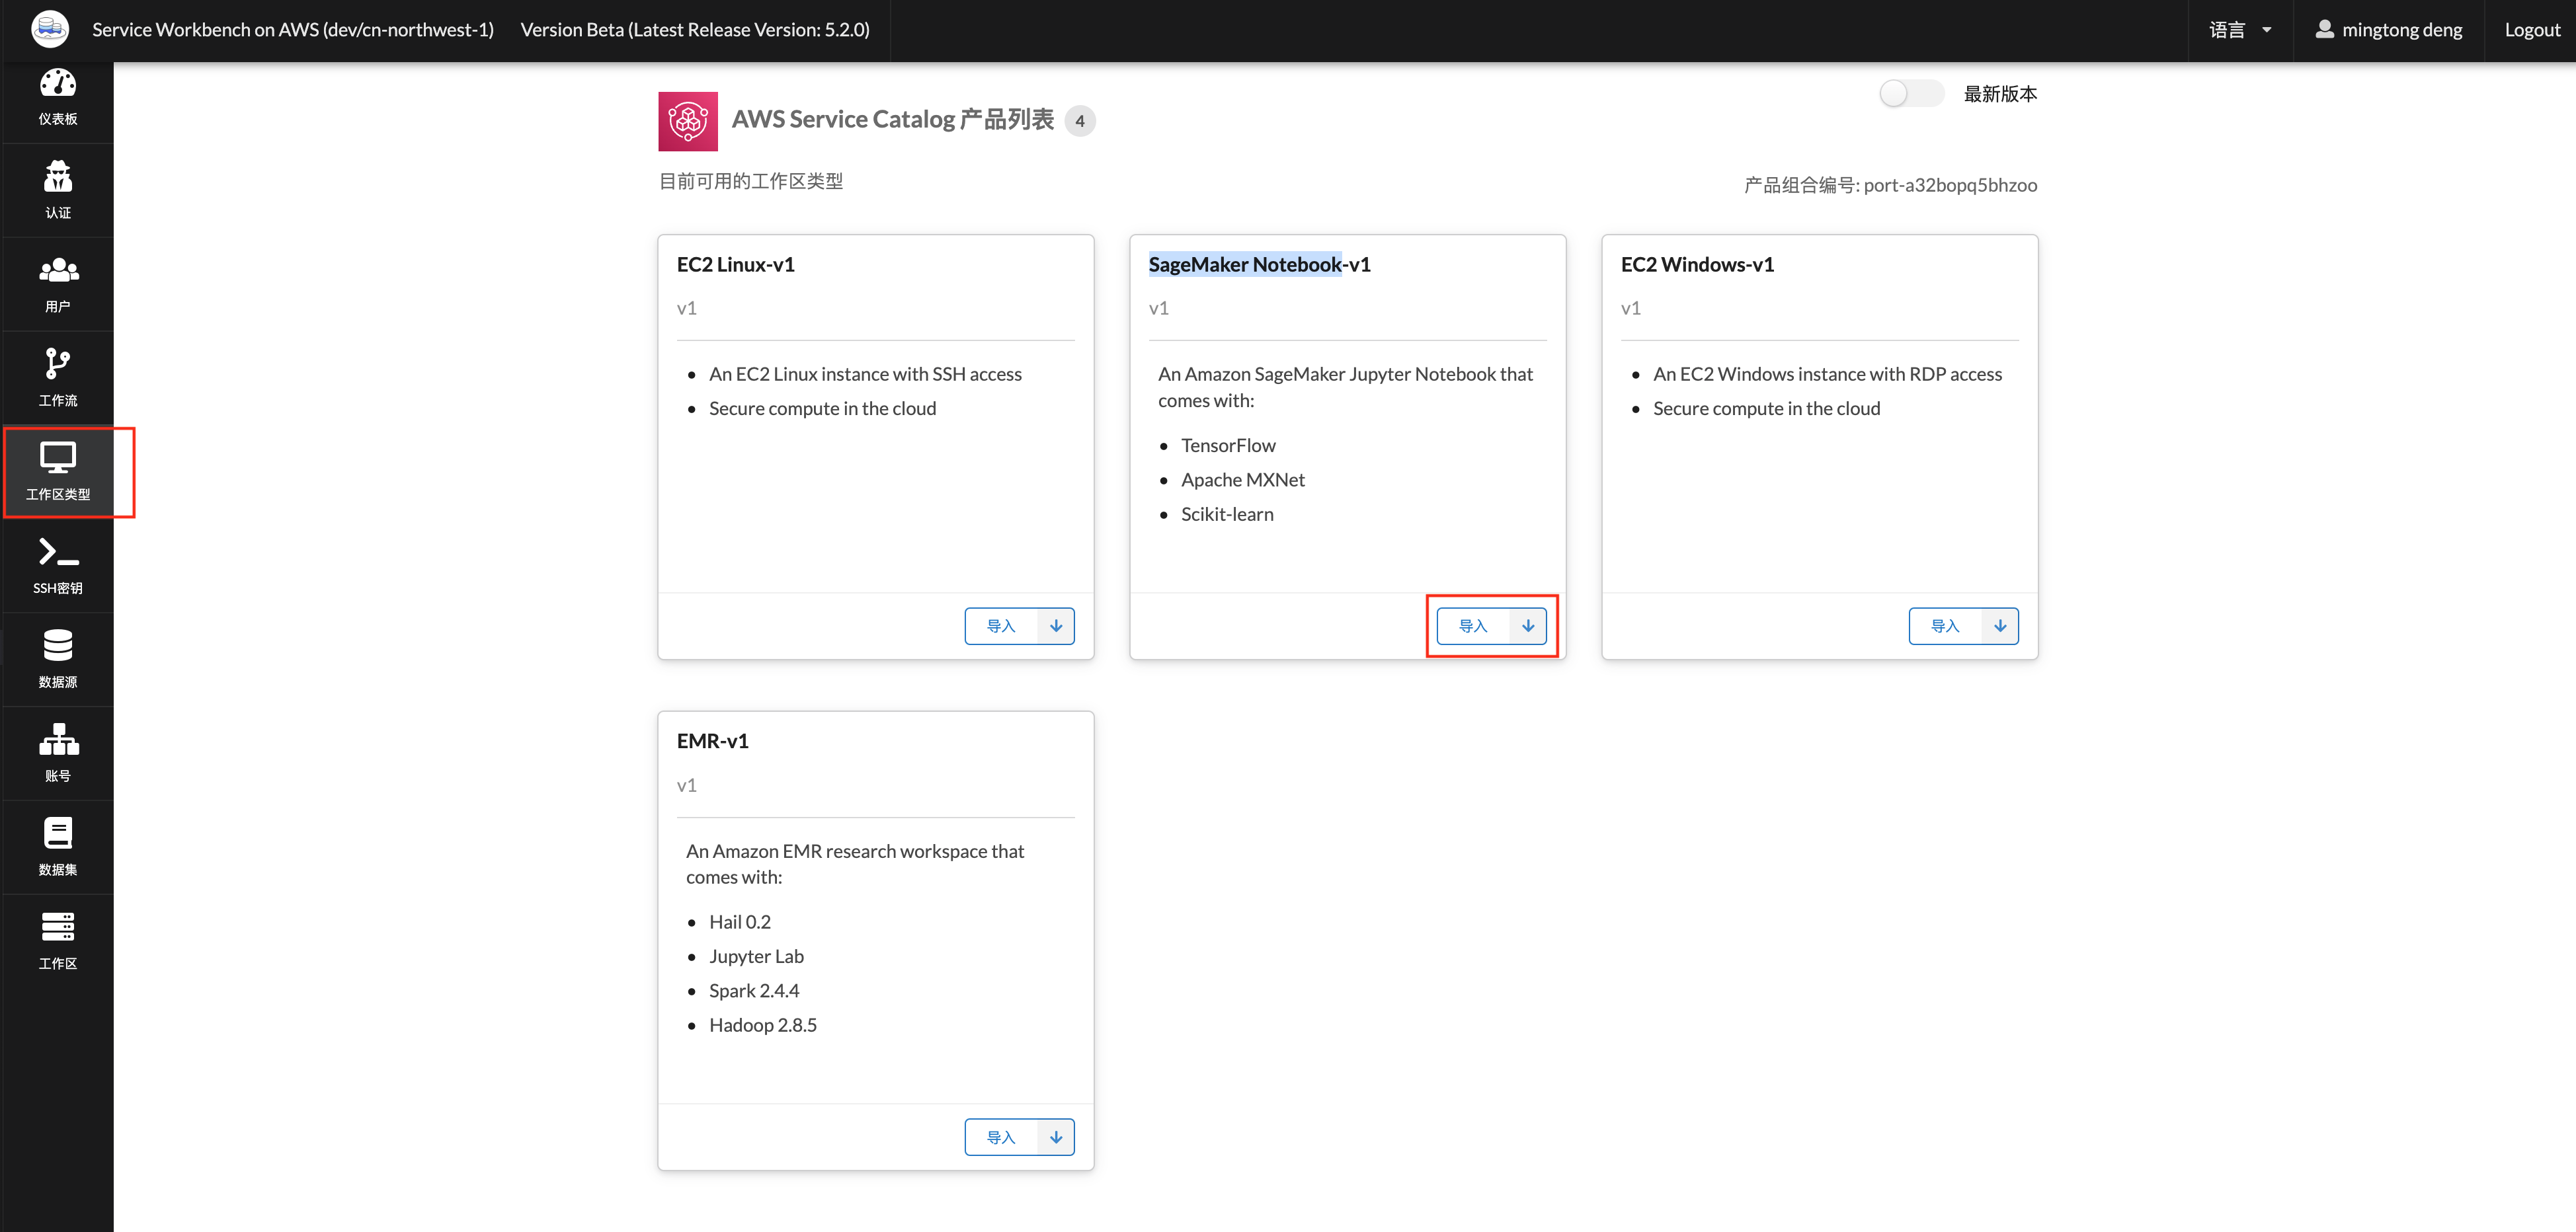 Service Workbench on AWS (dev/cn-northwest-1) Version Beta (Latest Release Version: 5.2.0) 语言 mingtong deng Logout
仪表板
认证
用户
工作流
工作区类型
SSH密钥
数据源
账号
数据集
工作区
最新版本
AWS Service Catalog 产品列表 4
目前可用的工作区类型
产品组合编号: port-a32bopq5bhzoo
EC2 Linux-v1
v1
An EC2 Linux instance with SSH access
Secure compute in the cloud
导入
SageMaker Notebook-v1
v1
An Amazon SageMaker Jupyter Notebook that
comes with:
TensorFlow
Apache MXNet
Scikit-learn
导入
EC2 Windows-v1
v1
An EC2 Windows instance with RDP access
Secure compute in the cloud
导入
EMR-v1
v1
An Amazon EMR research workspace that
comes with:
Hail 0.2
Jupyter Lab
Spark 2.4.4
Hadoop 2.8.5
导入